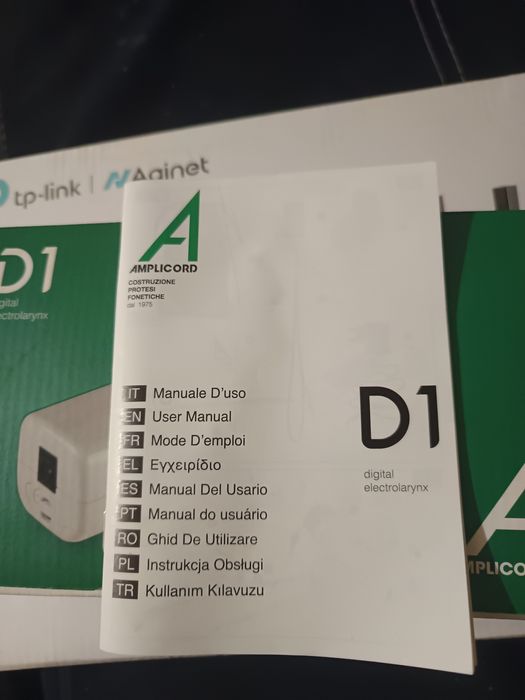 tp-link | Aginet
D1
digital
electrolarynx
AMPLICORD
COSTRUZIONE
PROTESI
FONETICHE
dal 1975
IT Manuale D'uso
EN User Manual
FR Mode D'emploi
EL Εγχειρίδιο
ES Manual Del Usario
PT Manual do usuário
RO Ghid De Utilizare
PL Instrukcja Obsługi
TR Kullanım Kılavuzu
D1
digital
electrolarynx
AMPLICO